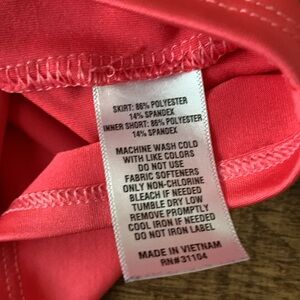 SKIRT: 86% POLYESTER
14% SPANDEX
INNER SHORT: 86% POLYESTER
14% SPANDEX
MACHINE WASH COLD
WITH LIKE COLORS
DO NOT USE
FABRIC SOFTENERS
ONLY NON-CHLORINE
BLEACH IF NEEDED
TUMBLE DRY LOW
REMOVE PROMPTLY
COOL IRON IF NEEDED
DO NOT IRON LABEL
MADE IN VIETNAM
RN#31104